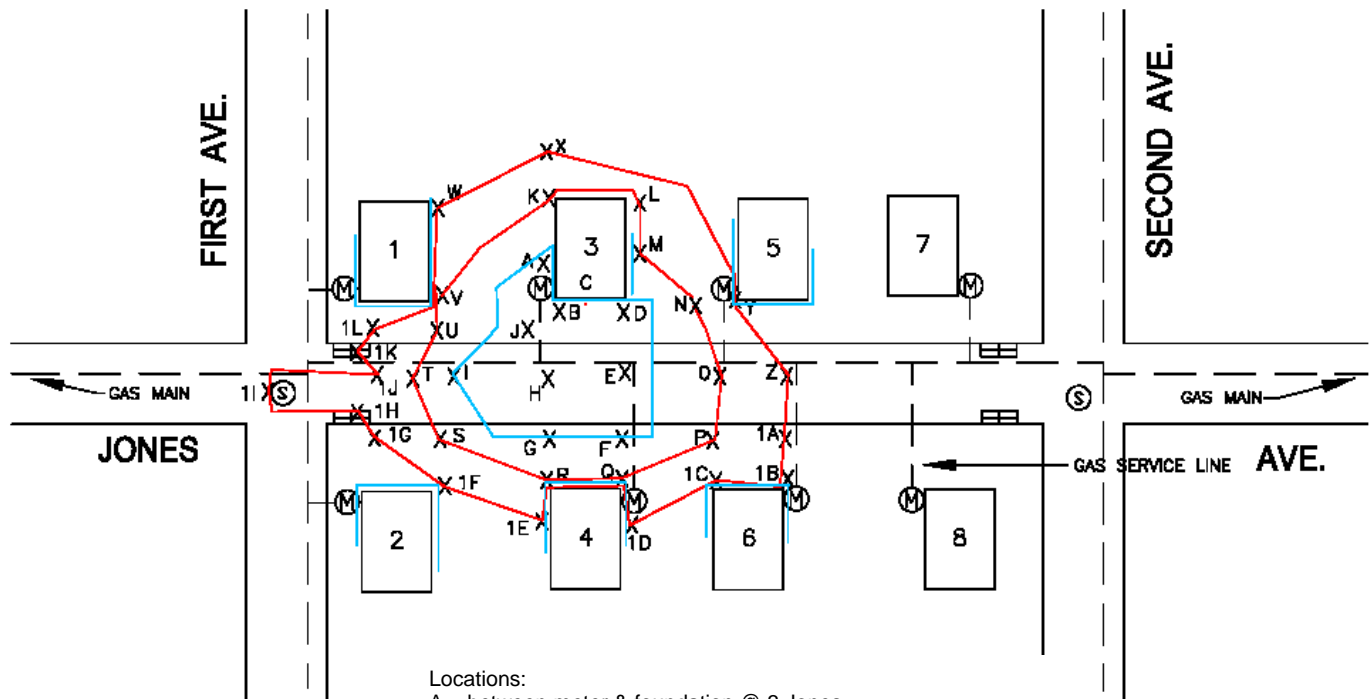 FIRST AVE.
SECOND AVE.
X
W
K
L
1
3
5
7
A
M
C
M
M
M
M
V
B
D
N
Y
1L
U
J
1K
1J
T
I
H
E
O
Z
GAS MAIN
1I
S
S
GAS MAIN
1H
JONES
1G
S
G
F
P
1A
1F
R
Q
1C
1B
GAS SERVICE LINE
AVE.
M
M
M
M
1E
1D
2
4
6
8
Locations: